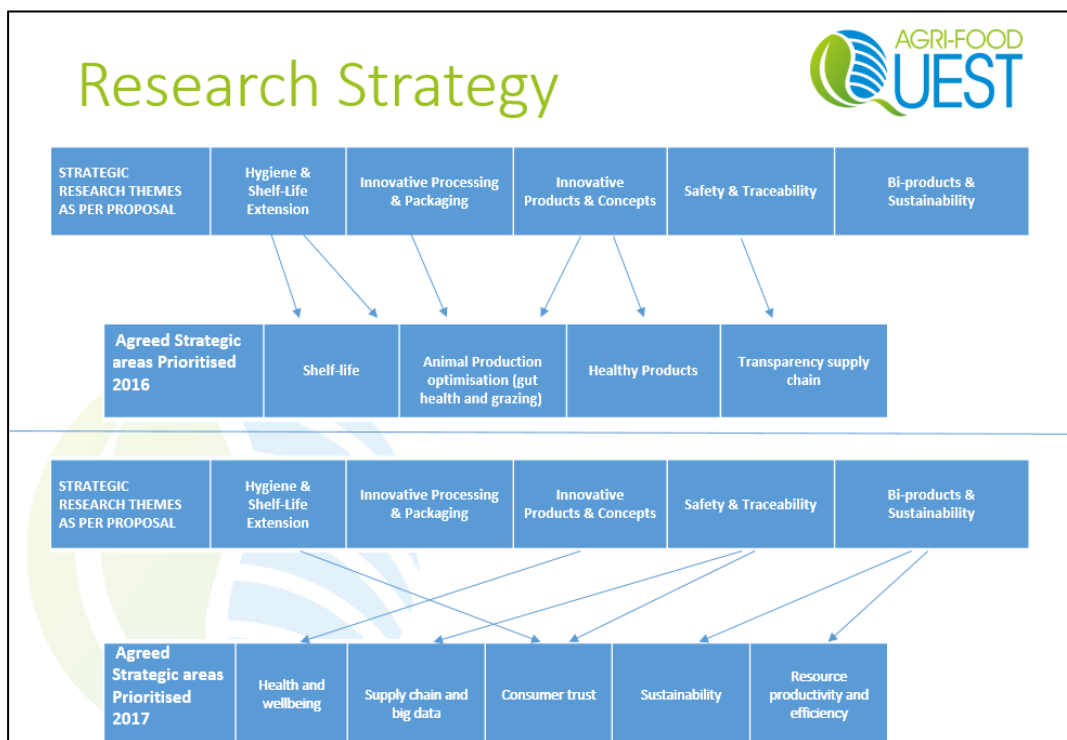 Research Strategy
AGRI-FOOD
QUEST
STRATEGIC
RESEARCH THEMES
AS PER PROPOSAL
Hygiene &
Shelf-Life
Extension
Innovative Processing
& Packaging
Innovative
Products & Concepts
Safety & Traceability
Bi-products &
Sustainability
Agreed Strategic
areas Prioritised
2016
Shelf-life
Animal Production
optimisation (gut
health and grazing)
Healthy Products
Transparency supply
chain
STRATEGIC
RESEARCH THEMES
AS PER PROPOSAL
Hygiene &
Shelf-Life
Extension
Innovative Processing
& Packaging
Innovative
Products & Concepts
Safety & Traceability
Bi-products &
Sustainability
Agreed
Strategic areas
Prioritised
2017
Health and
wellbeing
Supply chain and
big data
Consumer trust
Sustainability
Resource
productivity and
efficiency